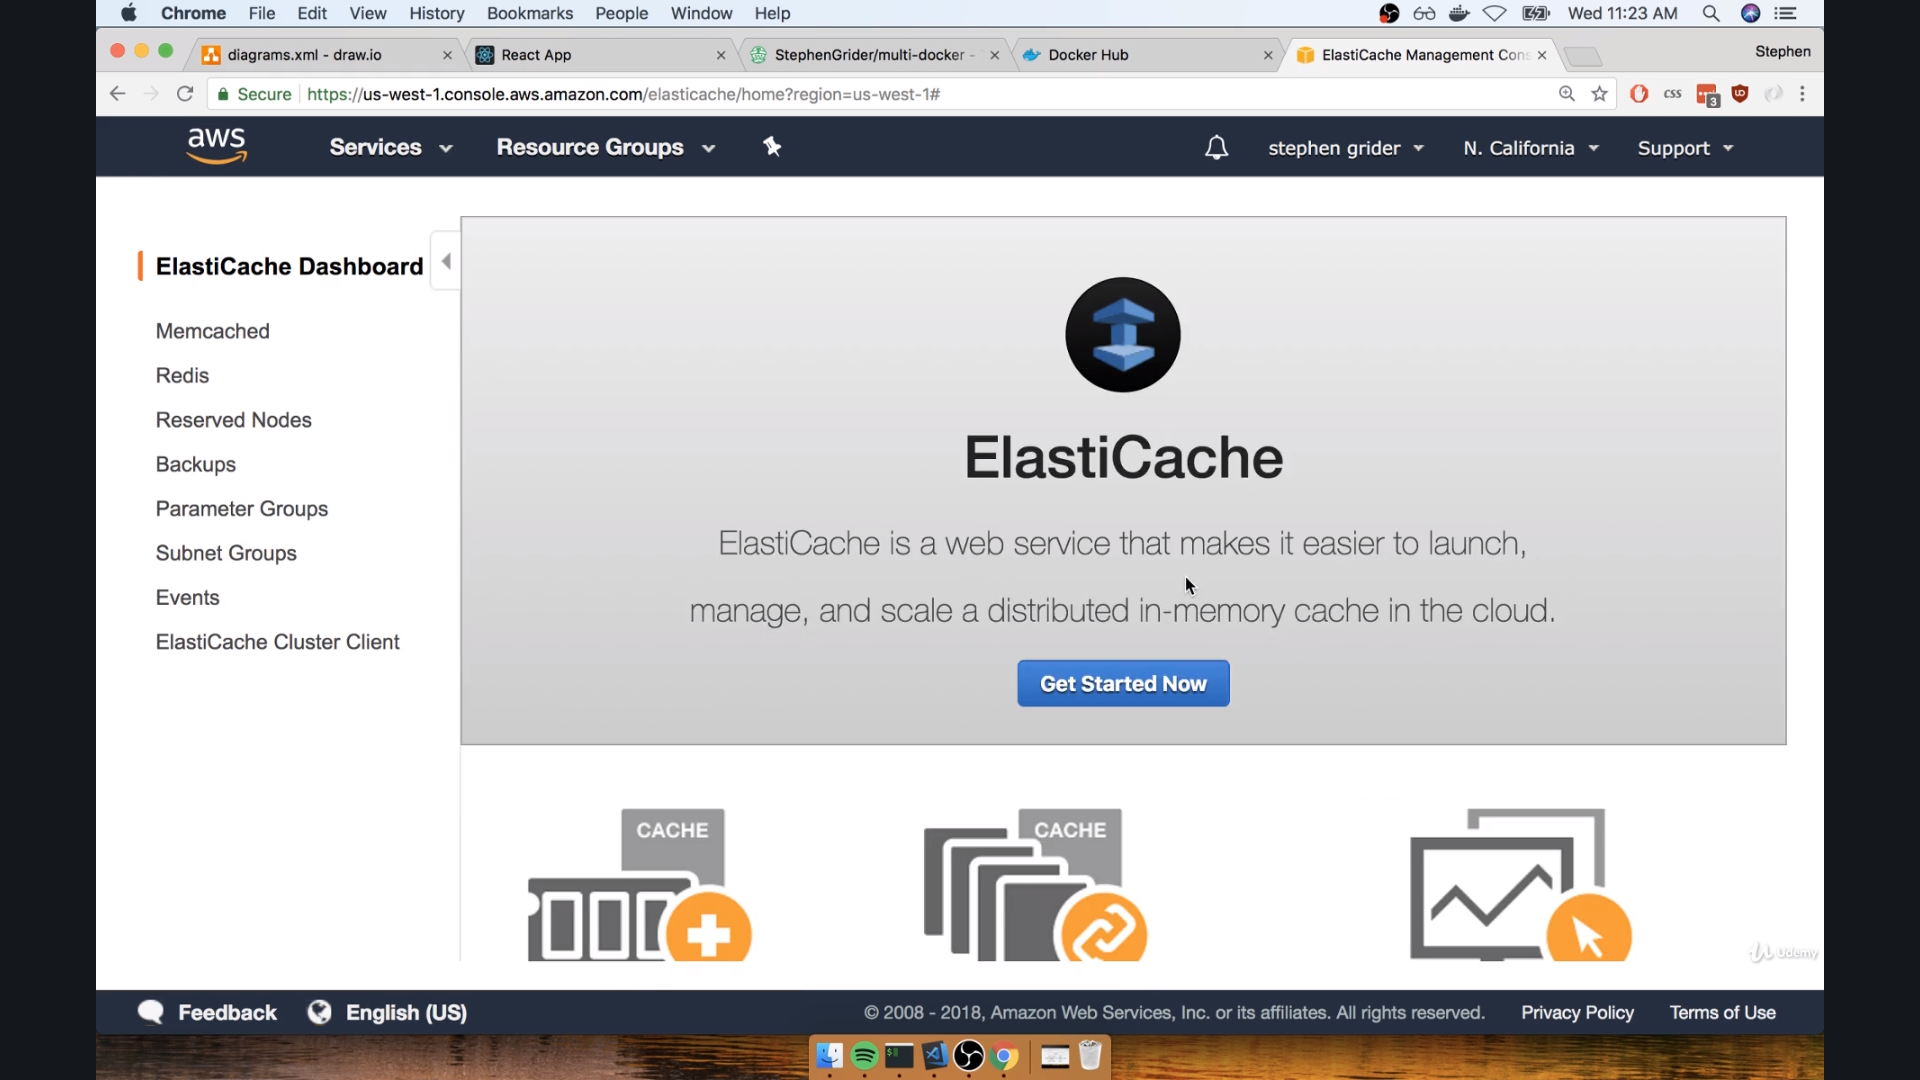 Chrome File Edit View History Bookmarks People Window Help Wed 11:23 AM
diagrams.xml - draw.io React App StephenGrider/multi-docker - Docker Hub ElastiCache Management Cons Stephen
Secure https://us-west-1.console.aws.amazon.com/elasticache/home?region=us-west-1# css 3
aws Services Resource Groups stephen grider N. California Support
ElastiCache Dashboard
Memcached
Redis
Reserved Nodes
Backups
Parameter Groups
Subnet Groups
Events
ElastiCache Cluster Client
ElastiCache
ElastiCache is a web service that makes it easier to launch,
manage, and scale a distributed in-memory cache in the cloud.
Get Started Now
CACHE CACHE
Udemy
Feedback English (US) © 2008 - 2018, Amazon Web Services, Inc. or its affiliates. All rights reserved. Privacy Policy Terms of Use